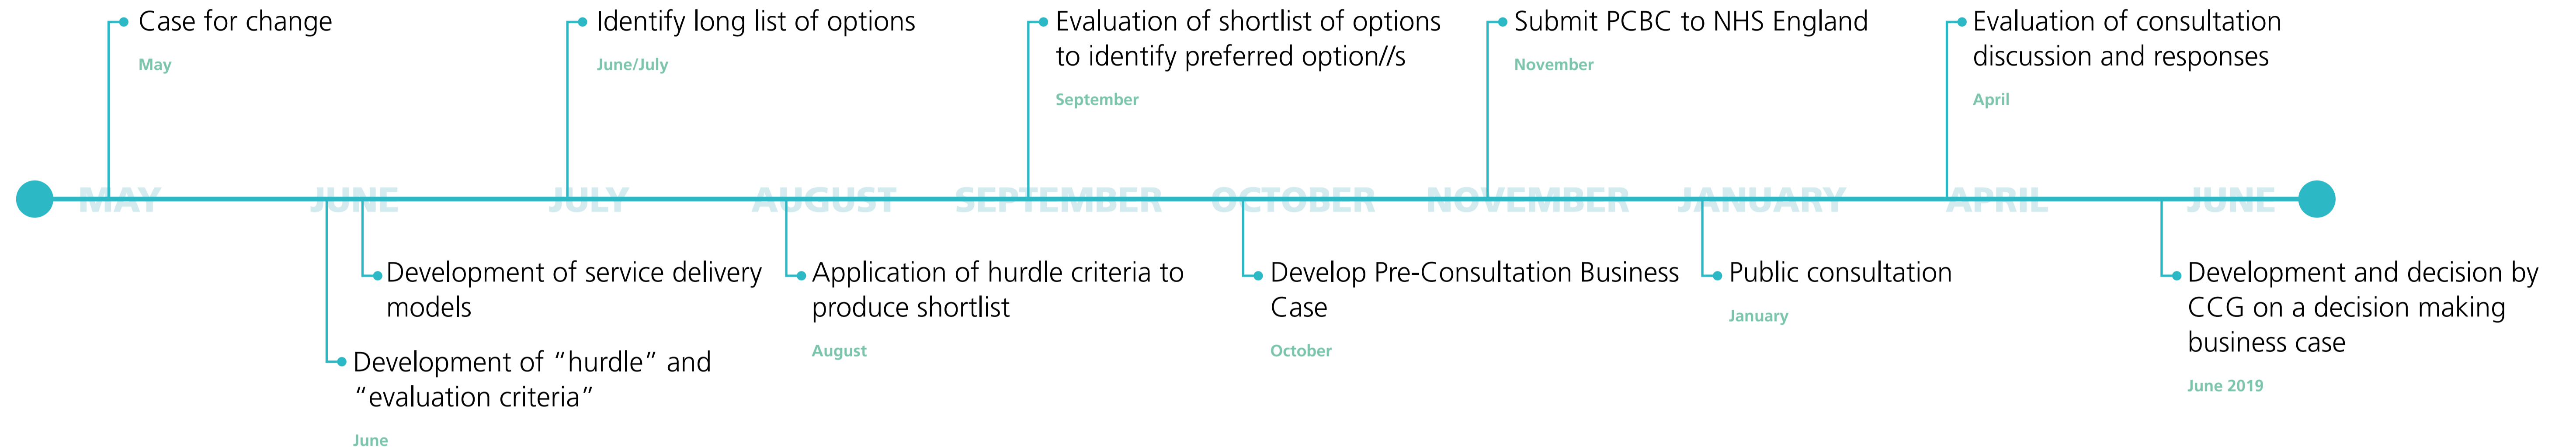 Case for change
May
Identify long list of options
June/July
Evaluation of shortlist of options
to identify preferred option//s
September
Submit PCBC to NHS England
November
Evaluation of consultation
discussion and responses
April
MAY
JUNE
JULY
AUGUST
SEPTEMBER
OCTOBER
NOVEMBER
JANUARY
APRIL
JUNE
Development of service delivery
models
Development of “hurdle” and
“evaluation criteria”
June
Application of hurdle criteria to
produce shortlist
August
Develop Pre-Consultation Business
Case
October
Public consultation
January
Development and decision by
CCG on a decision making
business case
June 2019